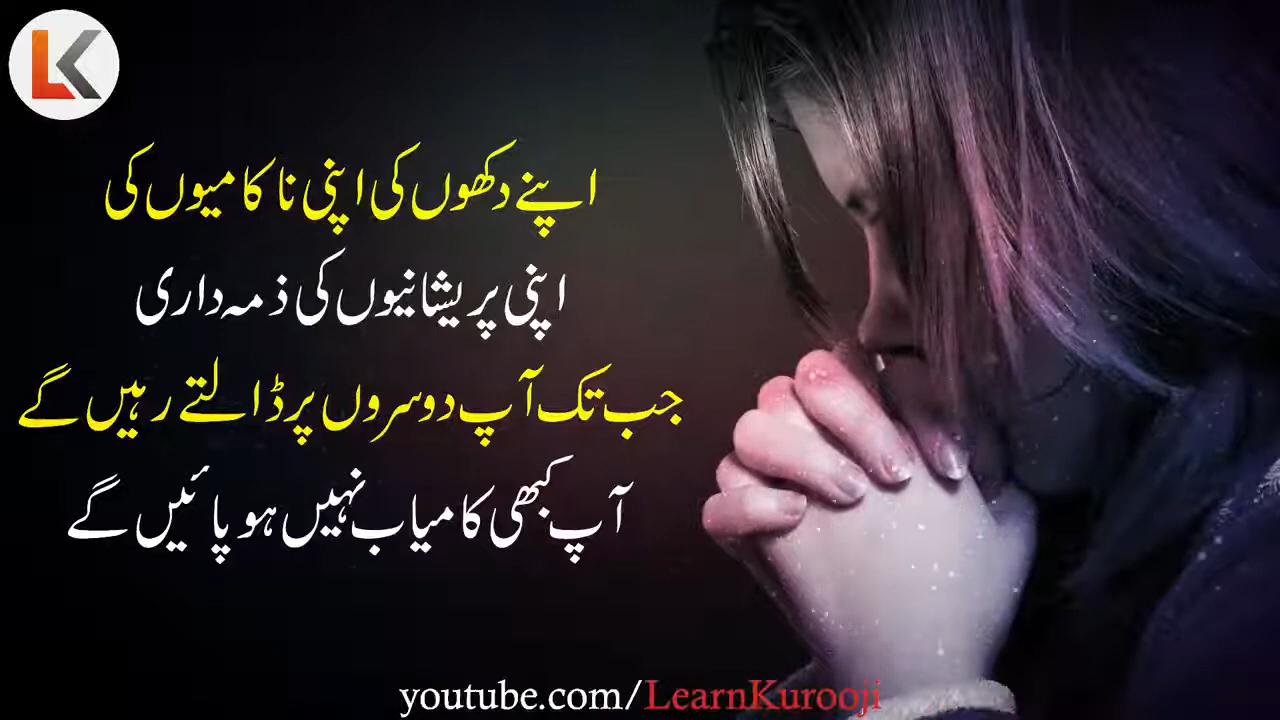 LK
اپنے دکھوں کی اپنی ناکامیوں کی
اپنی پریشانیوں کی ذمہ داری
جب تک آپ دوسروں پر ڈالتے رہیں گے
آپ کبھی کامیاب نہیں ہو پائیں گے
youtube.com/LearnKurooji